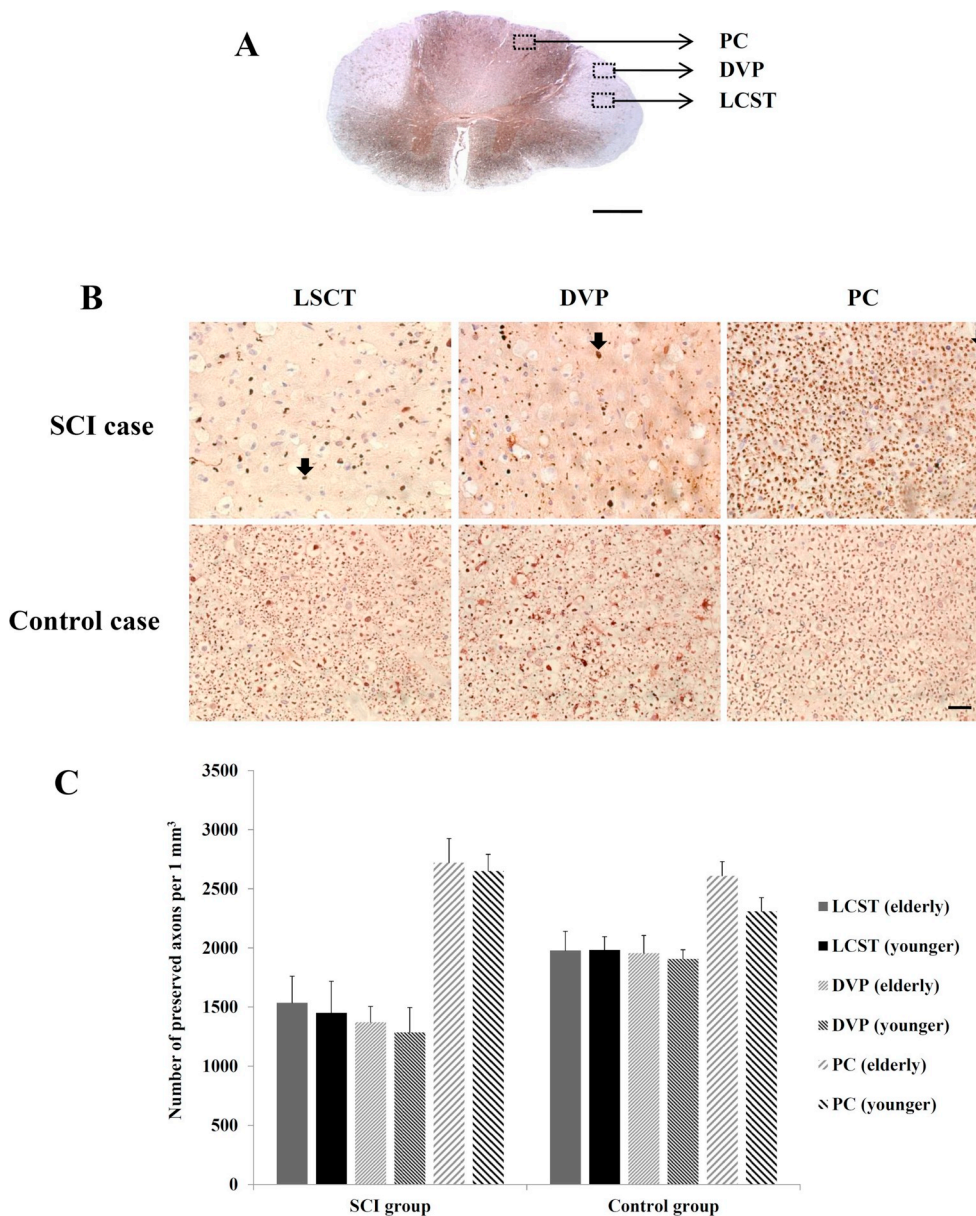 A
PC
DVP
LCST
B
LSCT DVP PC
SCI case
Control case
C
Number of preserved axons per 1 mm³
3500
3000
2500
2000
1500
1000
500
0
SCI group Control group
LCST (elderly)
LCST (younger)
DVP (elderly)
DVP (younger)
PC (elderly)
PC (younger)